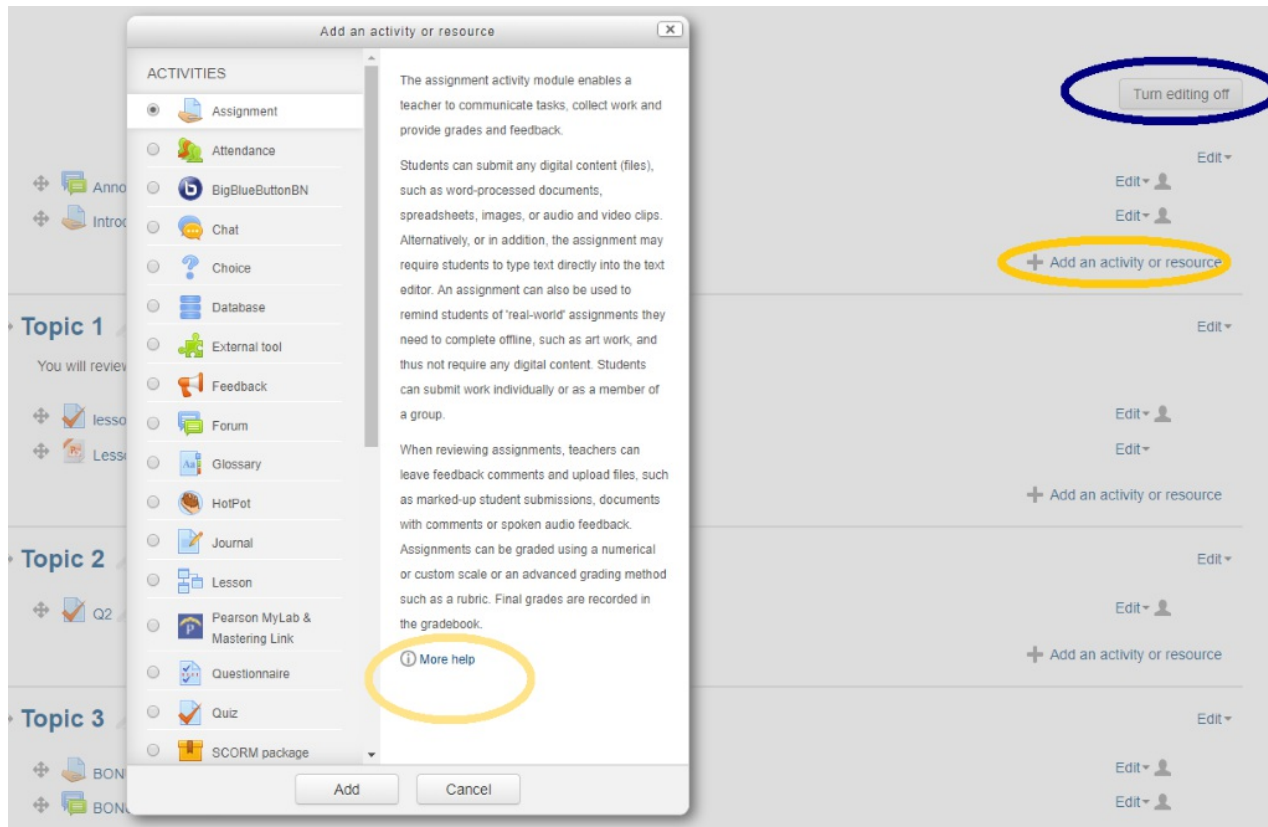 Add an activity or resource
ACTIVITIES
Assignment
Attendance
BigBlueButtonBN
Chat
Choice
Database
External tool
Feedback
Forum
Glossary
HotPot
Journal
Lesson
Pearson MyLab &
Mastering Link
Questionnaire
Quiz
SCORM package
The assignment activity module enables a
teacher to communicate tasks, collect work and
provide grades and feedback.
Students can submit any digital content (files),
such as word-processed documents,
spreadsheets, images, or audio and video clips.
Alternatively, or in addition, the assignment may
require students to type text directly into the text
editor. An assignment can also be used to
remind students of 'real-world' assignments they
need to complete offline, such as art work, and
thus not require any digital content. Students
can submit work individually or as a member of
a group.
When reviewing assignments, teachers can
leave feedback comments and upload files, such
as marked-up student submissions, documents
with comments or spoken audio feedback.
Assignments can be graded using a numerical
or custom scale or an advanced grading method
such as a rubric. Final grades are recorded in
the gradebook.
More help
Add
Cancel
Turn editing off
Edit
Anno
Edit
Introd
Edit
Add an activity or resource
Topic 1
Edit
You will review
lesso
Edit
Lesso
Edit
Add an activity or resource
Topic 2
Edit
Q2
Edit
Add an activity or resource
Topic 3
Edit
BON
Edit
BONU
Edit